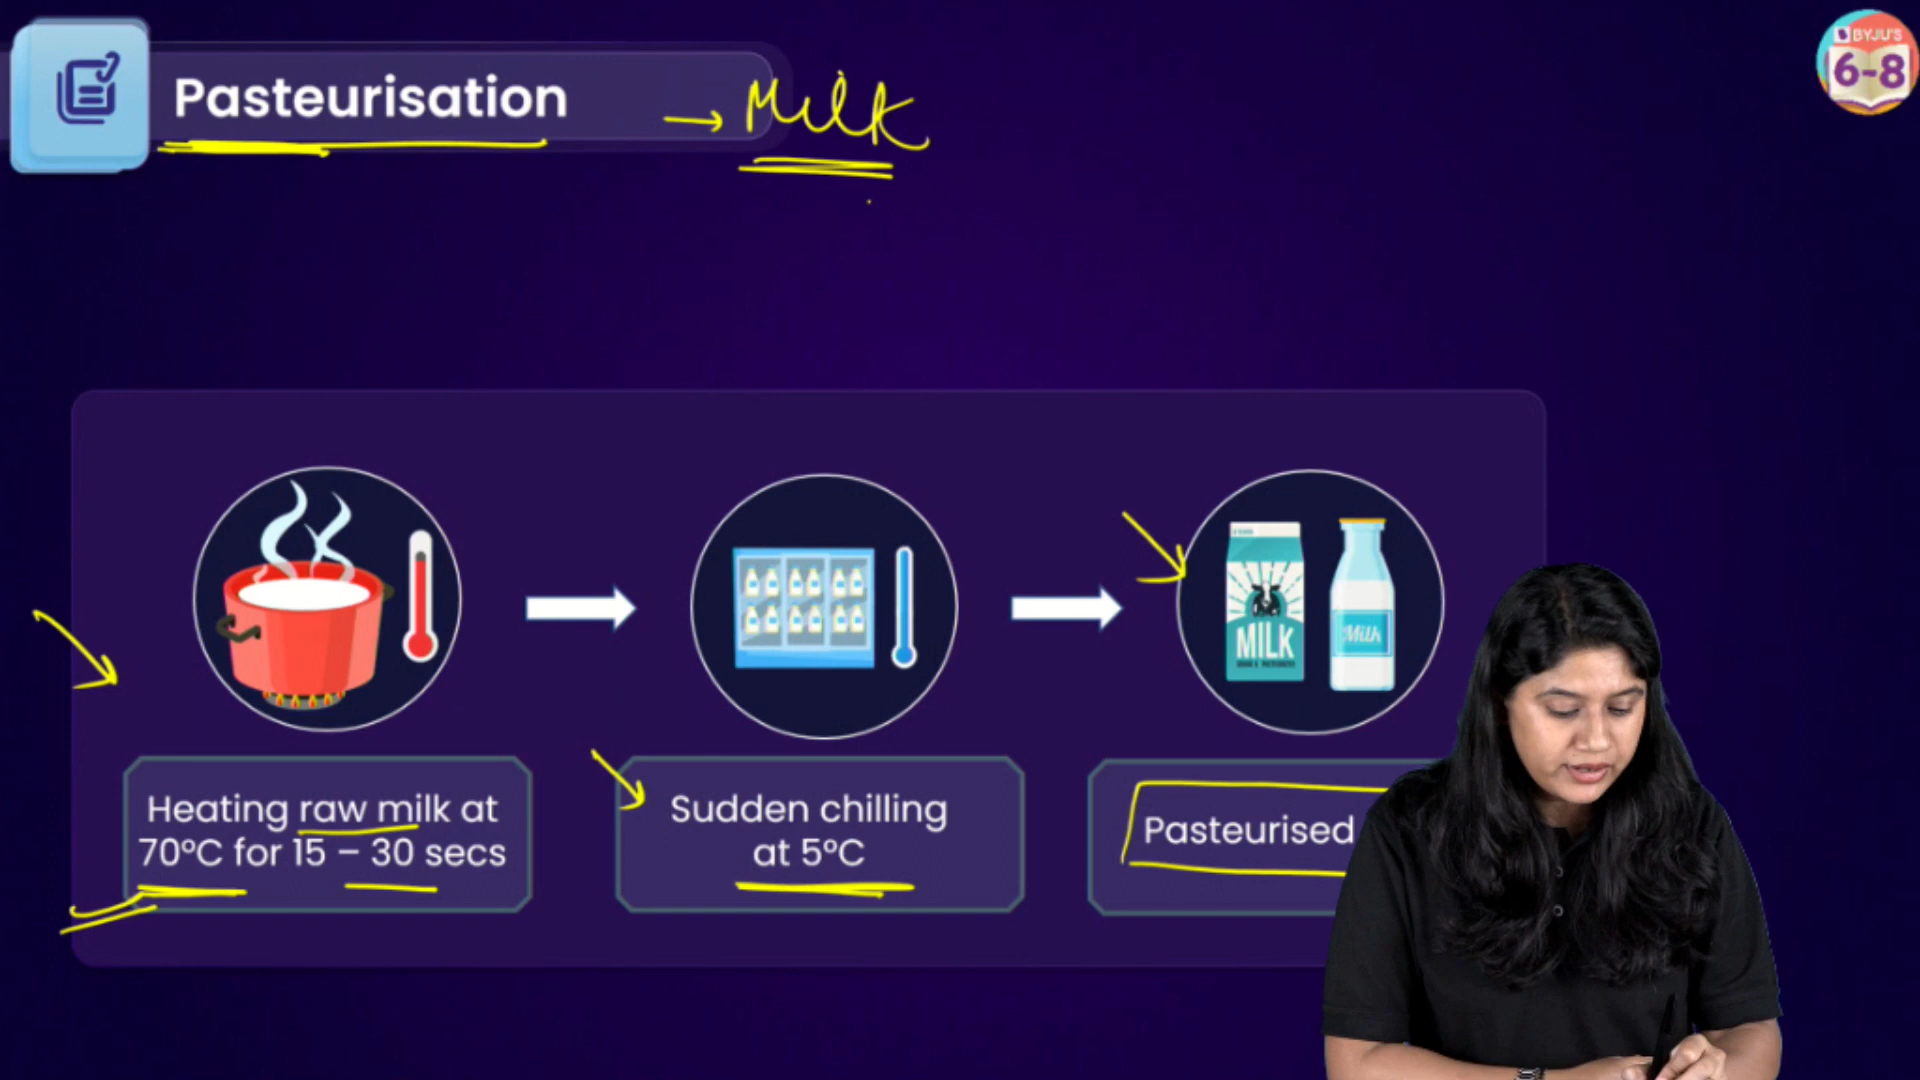 Pasteurisation → Milk
BYJU'S
6-8
MILK
Milk
Heating raw milk at
70°C for 15 – 30 secs
Sudden chilling
at 5°C
Pasteurised